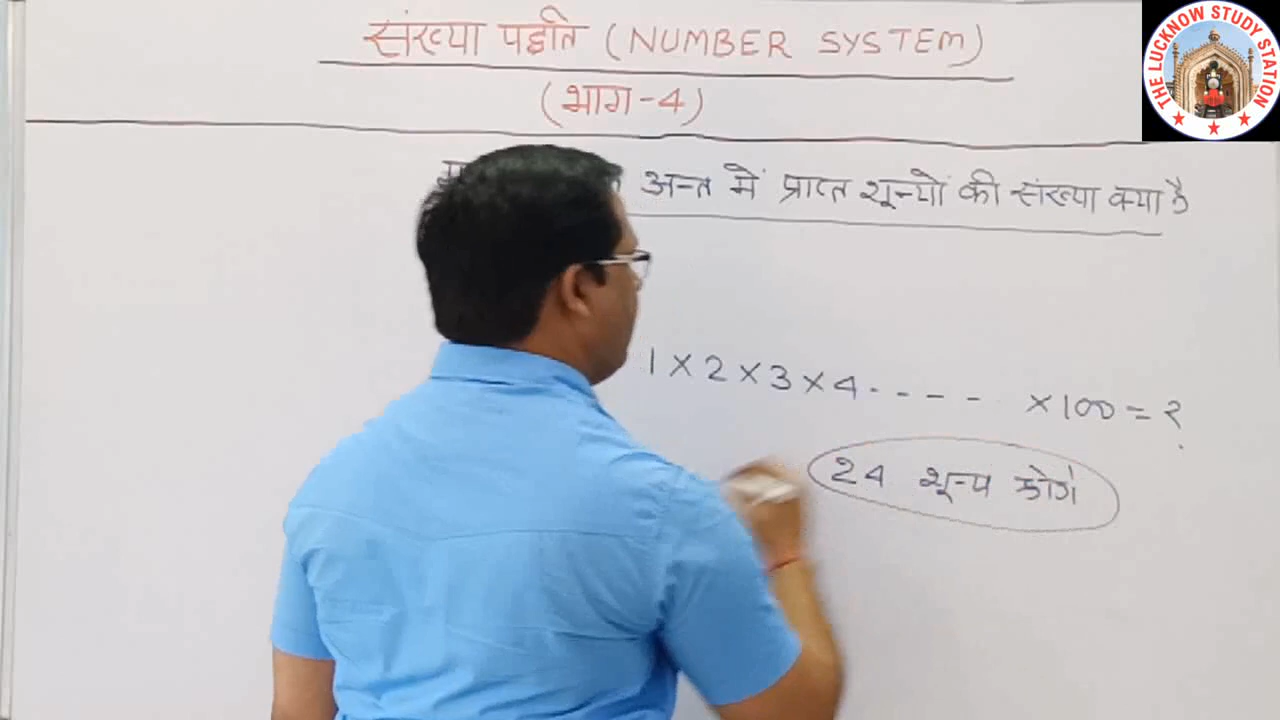 संख्या पद्धति (NUMBER SYSTEM)
(भाग-4)
THE LUCKNOW STUDY STATION
अन्त में प्राप्त शून्यों की संख्या क्या है
1 × 2 × 3 × 4 - - - - - × 100 = ?
24 शून्य